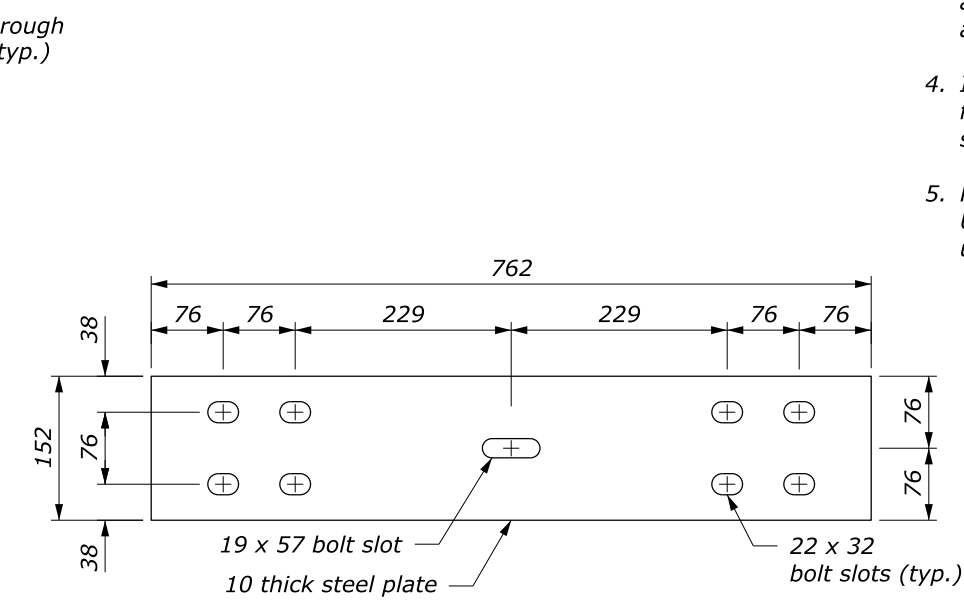 rough
typ.)
4.
5.
762
76 76 229 229 76 76
38
152
76
38
76
76
19 x 57 bolt slot
10 thick steel plate
22 x 32
bolt slots (typ.)